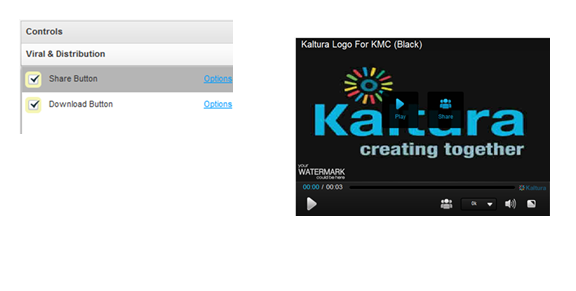 Controls
Viral & Distribution
Share Button Options
Download Button Options
Kaltura Logo For KMC (Black)
Play Share
Kaltura
creating together
your
WATERMARK
could be here
00:00 / 00:03
Kaltura
0k